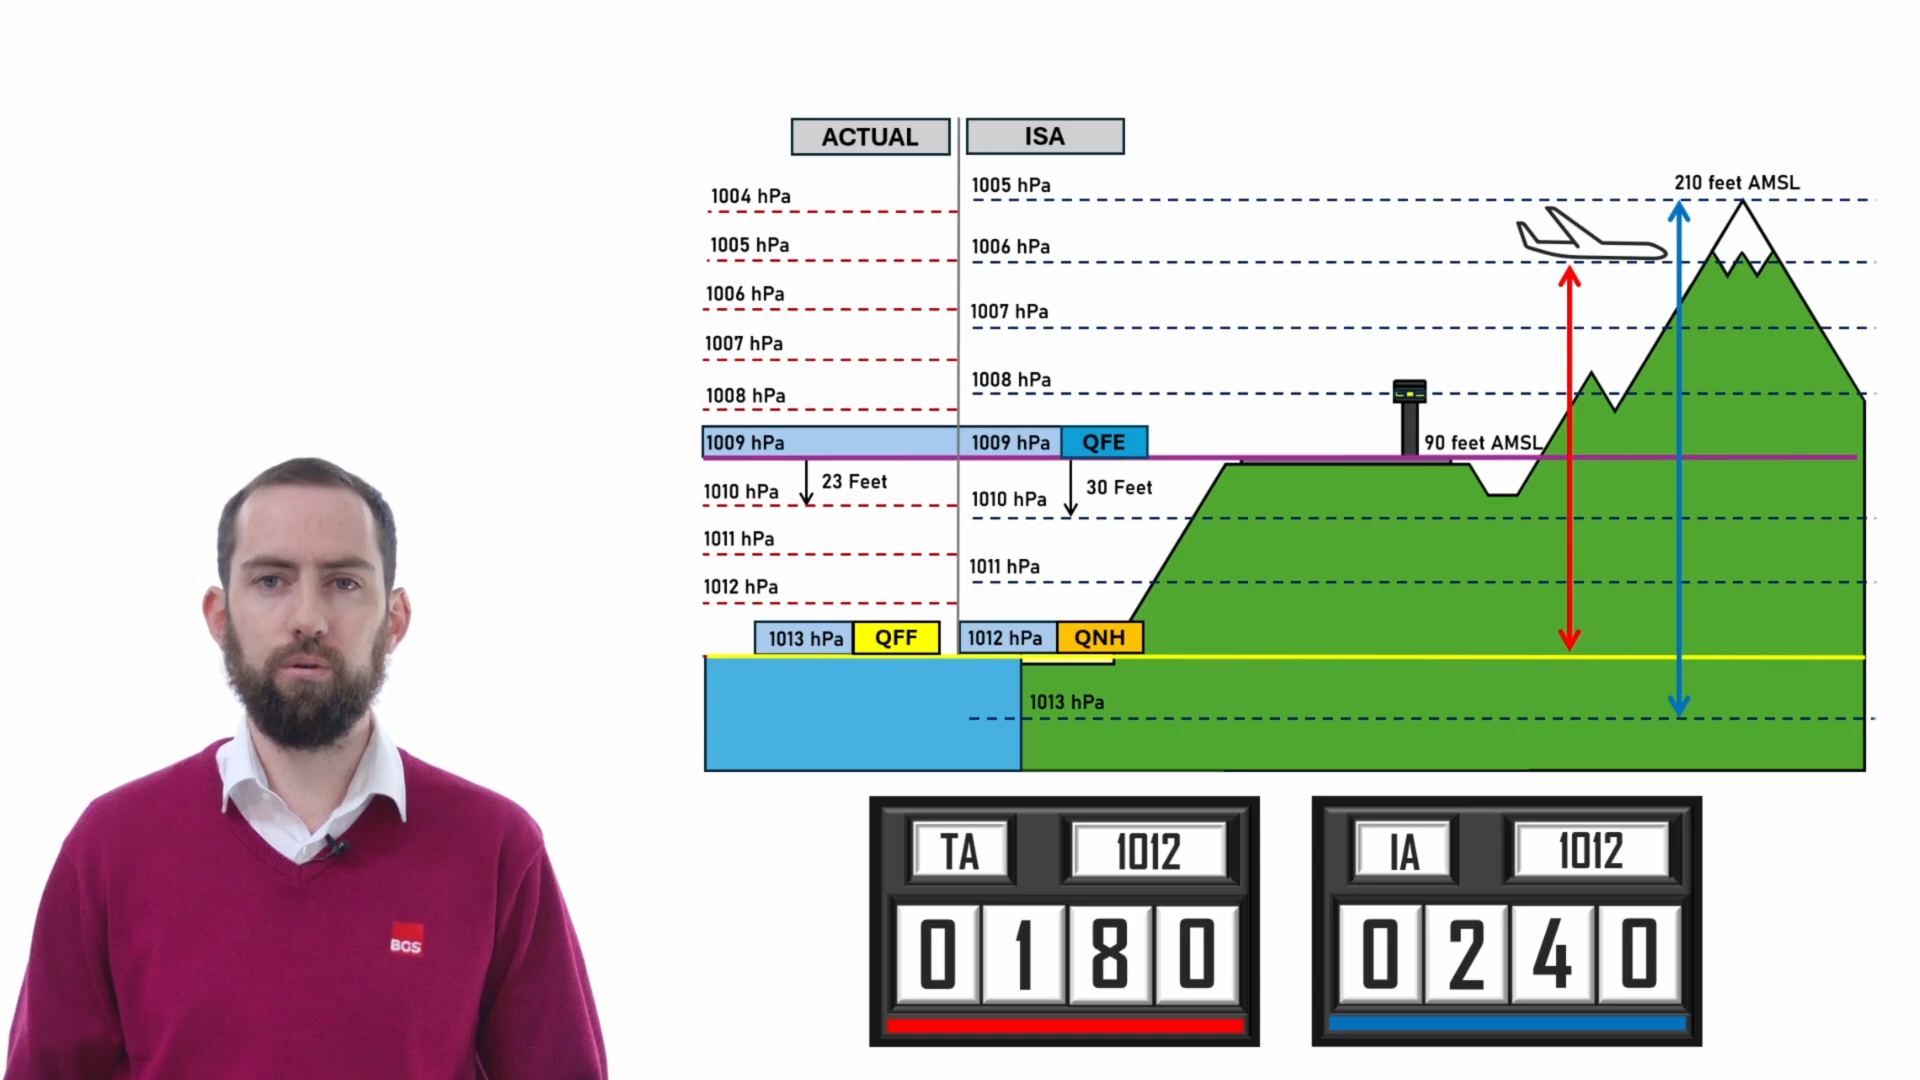 ACTUAL
ISA
1004 hPa
1005 hPa
1006 hPa
1007 hPa
1008 hPa
1009 hPa
23 Feet
1010 hPa
1011 hPa
1012 hPa
1013 hPa
QFF
1005 hPa
1006 hPa
1007 hPa
1008 hPa
1009 hPa
QFE
30 Feet
1010 hPa
1011 hPa
1012 hPa
QNH
1013 hPa
210 feet AMSL
90 feet AMSL
TA
1012
0180
IA
1012
0240
BGS